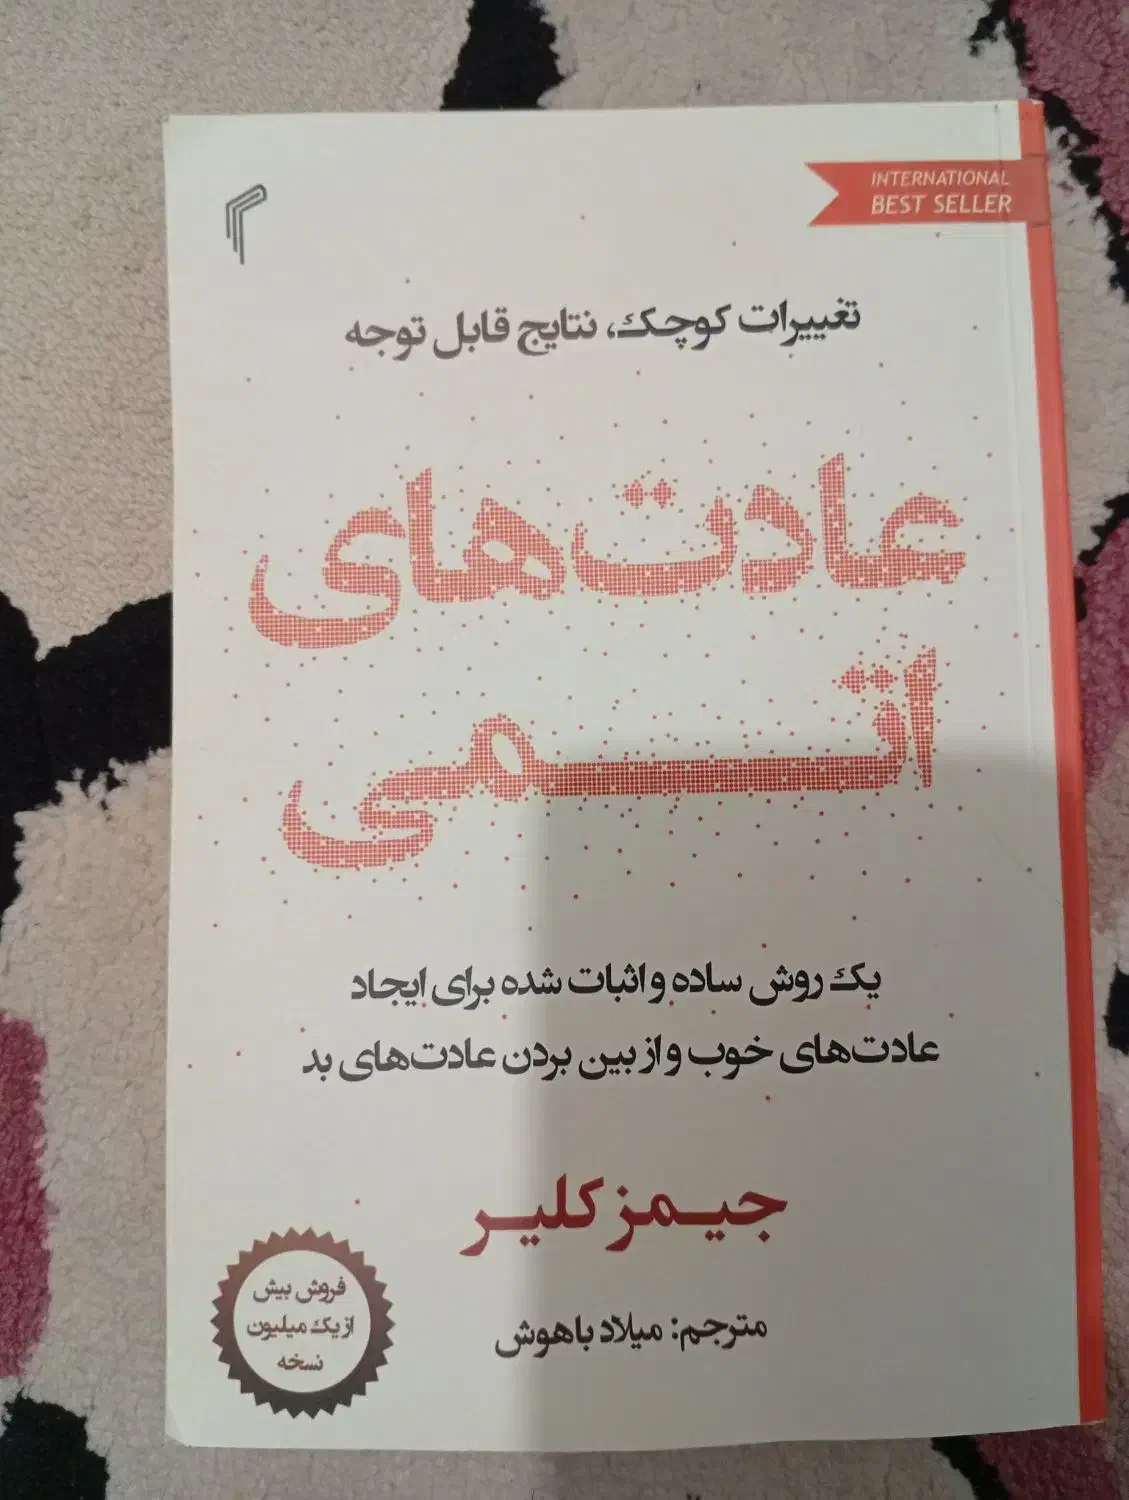 INTERNATIONAL
BEST SELLER
تغییرات کوچک، نتایج قابل توجه
عادت‌های
اتمی
یک روش ساده و اثبات شده برای ایجاد
عادت‌های خوب و از بین بردن عادت‌های بد
جیمز کلیر
مترجم: میلاد باهوش
فروش بیش
از یک میلیون
نسخه